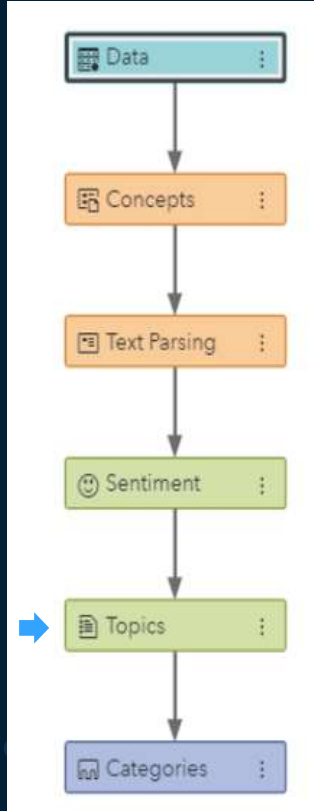 Data
Concepts
Text Parsing
Sentiment
Topics
Categories